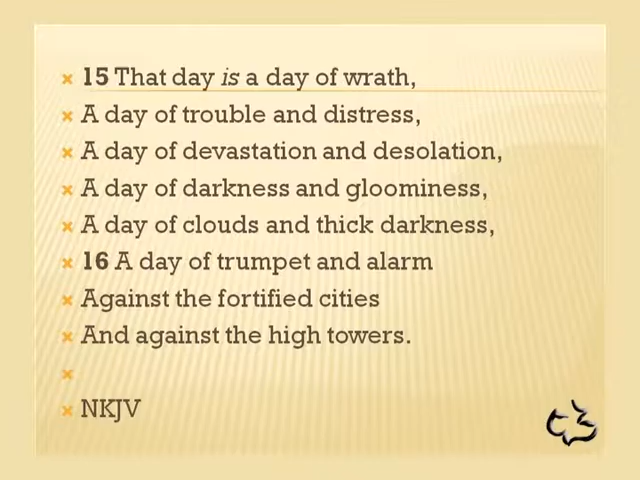 15 That day is a day of wrath,
A day of trouble and distress,
A day of devastation and desolation,
A day of darkness and gloominess,
A day of clouds and thick darkness,
16 A day of trumpet and alarm
Against the fortified cities
And against the high towers.
NKJV